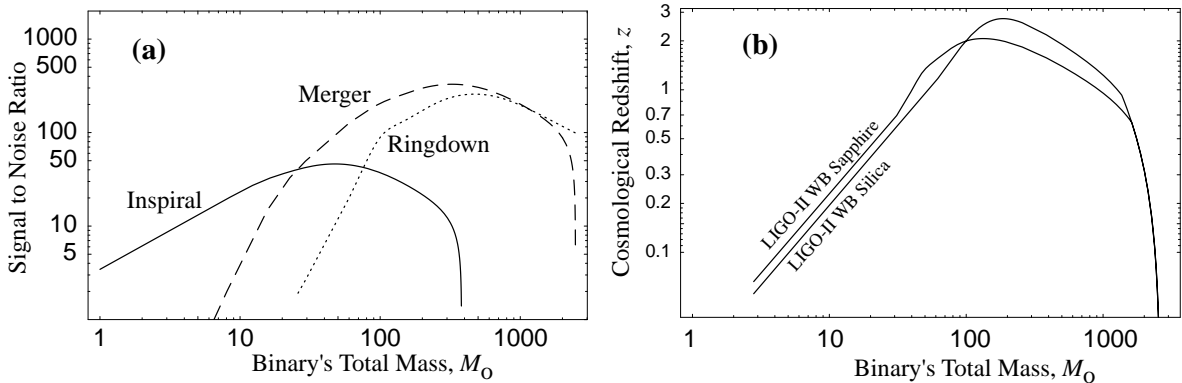 (a)
Signal to Noise Ratio
1000
500
100
50
10
5
Merger
Ringdown
Inspiral
1
10
100
1000
Binary's Total Mass, M_O
(b)
Cosmological Redshift, z
3
2
1
0.7
0.5
0.3
0.2
0.1
LIGO-II WB Sapphire
LIGO-II WB Silica
1
10
100
1000
Binary's Total Mass, M_O